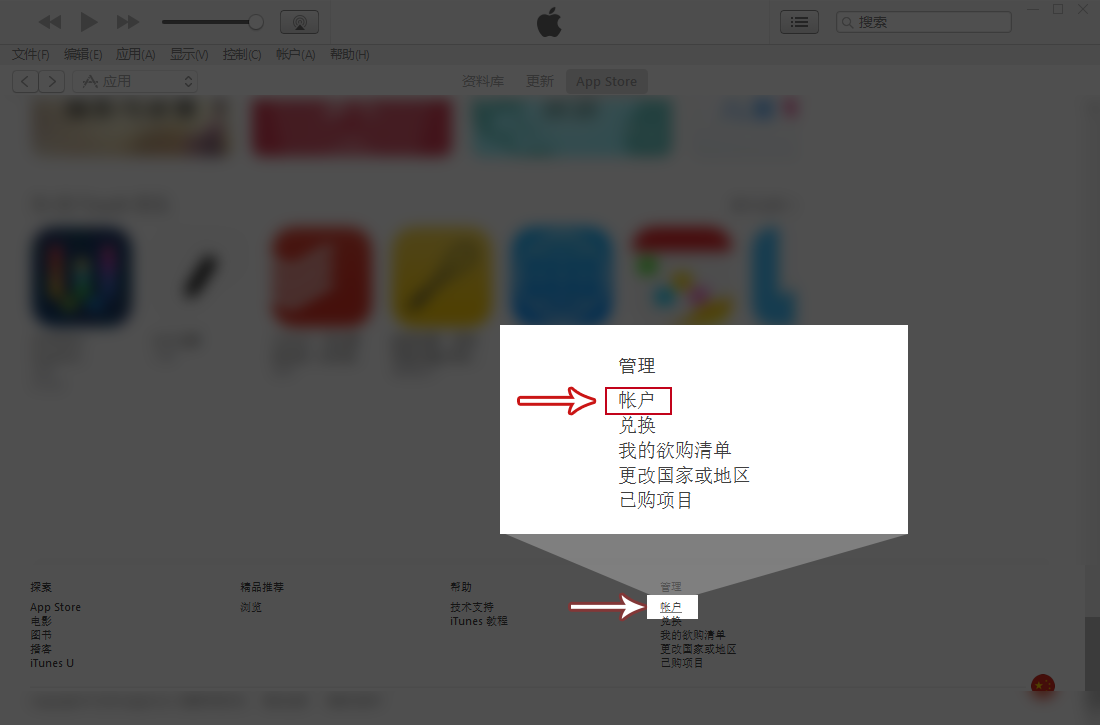 搜索
文件(F) 编辑(E) 应用(A) 显示(V) 控制(C) 帐户(A) 帮助(H)
应用 资料库 更新 App Store
管理
帐户
兑换
我的欲购清单
更改国家或地区
已购项目
探索 精品推荐 帮助 管理
App Store 浏览 技术支持 帐户
电影 iTunes 教程 兑换
图书 我的欲购清单
播客 更改国家或地区
iTunes U 已购项目